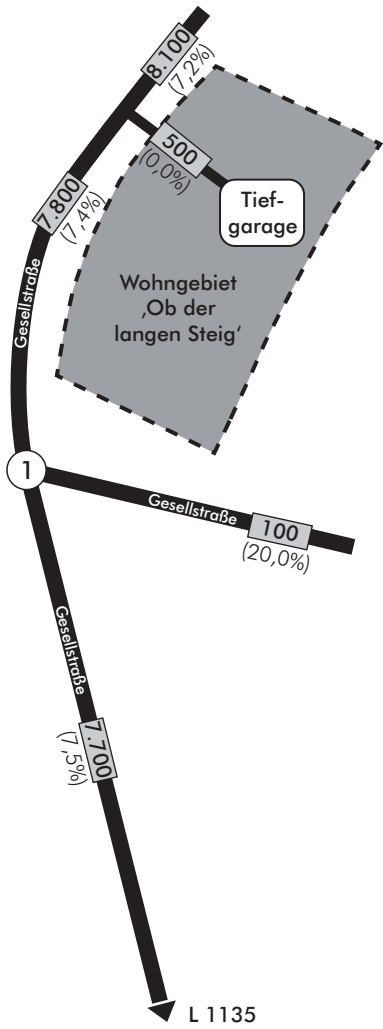 8.100
(7,2%)
500
(0,0%)
Tief-
garage
7.800
(7,4%)
Wohngebiet
‚Ob der
langen Steig‘
Gesellstraße
1
Gesellstraße
100
(20,0%)
Gesellstraße
7.700
(7,5%)
L 1135